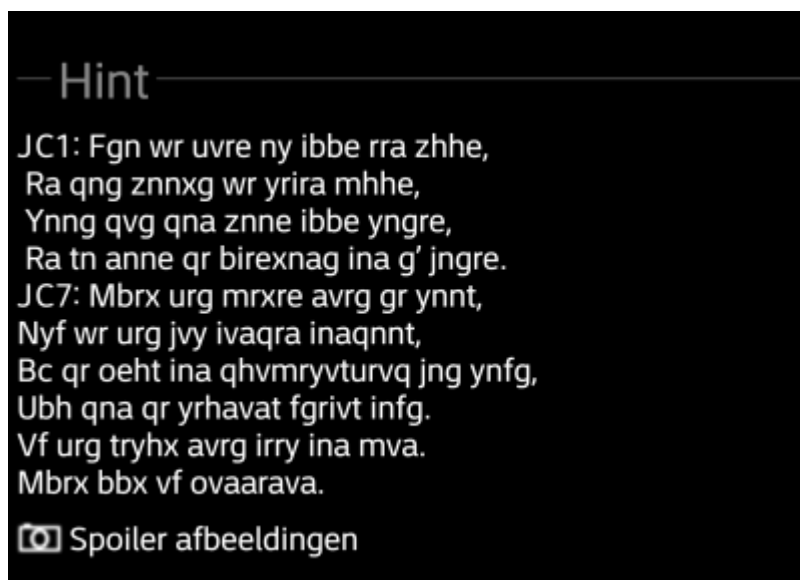 Hint
JC1: Fgn wr uvre ny ibbe rra zhhe,
Ra qng znnxg wr yrira mhhe,
Ynng qvg qna znne ibbe yngre,
Ra tn anne qr birexnag ina g’ jngre.
JC7: Mbrx urg mrxre avrg gr ynnt,
Nyf wr urg jvy ivaqra inaqnnt,
Bc qr oeht ina qhvmryvturvq jng ynfg,
Ubh qna qr yrhavat fgrivt infg.
Vf urg tryhx avrg irry ina mva.
Mbrx bbx vf ovaarava.
Spoiler afbeeldingen